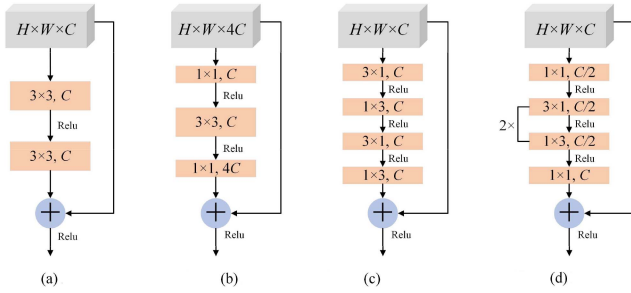 H×W×C
3×3, C
Relu
3×3, C
Relu
(a)
H×W×4C
1×1, C
Relu
3×3, C
Relu
1×1, 4C
Relu
(b)
H×W×C
3×1, C
Relu
1×3, C
Relu
3×1, C
Relu
1×3, C
Relu
(c)
H×W×C
1×1, C/2
Relu
3×1, C/2
2×
Relu
1×3, C/2
Relu
1×1, C
Relu
(d)